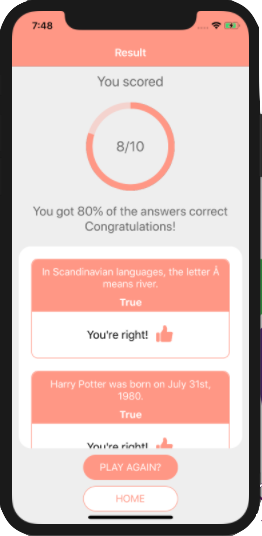 7:48
Result
You scored
8/10
You got 80% of the answers correct
Congratulations!
In Scandinavian languages, the letter Å
means river.
True
You're right!
Harry Potter was born on July 31st,
1980.
True
You're right!
PLAY AGAIN?
HOME